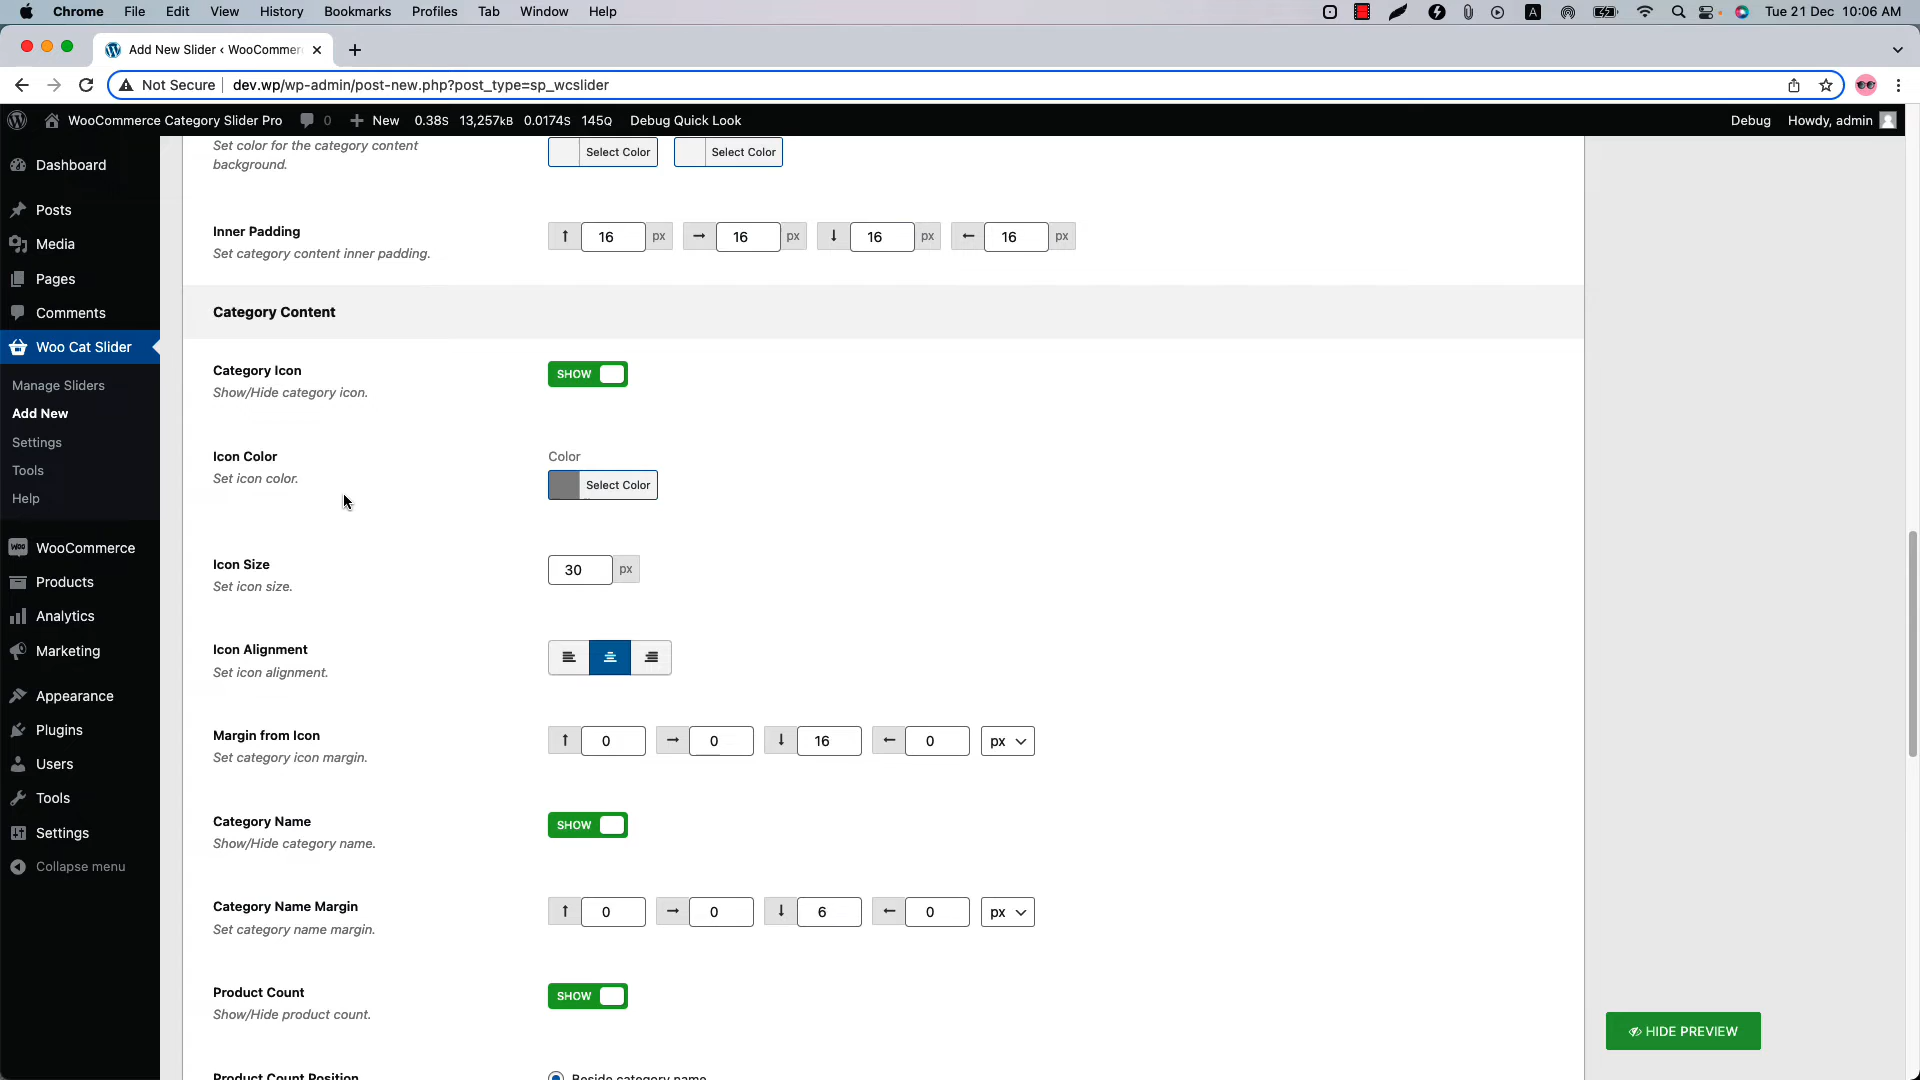 Chrome File Edit View History Bookmarks Profiles Tab Window Help A Tue 21 Dec 10:06 AM
Add New Slider ‹ WooCommer
Not Secure dev.wp/wp-admin/post-new.php?post_type=sp_wcslider
WooCommerce Category Slider Pro 0 New 0.38S 13,257KB 0.0174S 145Q Debug Quick Look Debug Howdy, admin
Dashboard
Posts
Media
Pages
Comments
Woo Cat Slider
Manage Sliders
Add New
Settings
Tools
Help
WooCommerce
Products
Analytics
Marketing
Appearance
Plugins
Users
Tools
Settings
Collapse menu
Set color for the category content
background.
Select Color Select Color
Inner Padding
Set category content inner padding.
16 px 16 px 16 px 16 px
Category Content
Category Icon
Show/Hide category icon.
SHOW
Icon Color
Set icon color.
Color
Select Color
Icon Size
Set icon size.
30 px
Icon Alignment
Set icon alignment.
Margin from Icon
Set category icon margin.
0 0 16 0 px
Category Name
Show/Hide category name.
SHOW
Category Name Margin
Set category name margin.
0 0 6 0 px
Product Count
Show/Hide product count.
SHOW
Product Count Position
Beside category name
HIDE PREVIEW